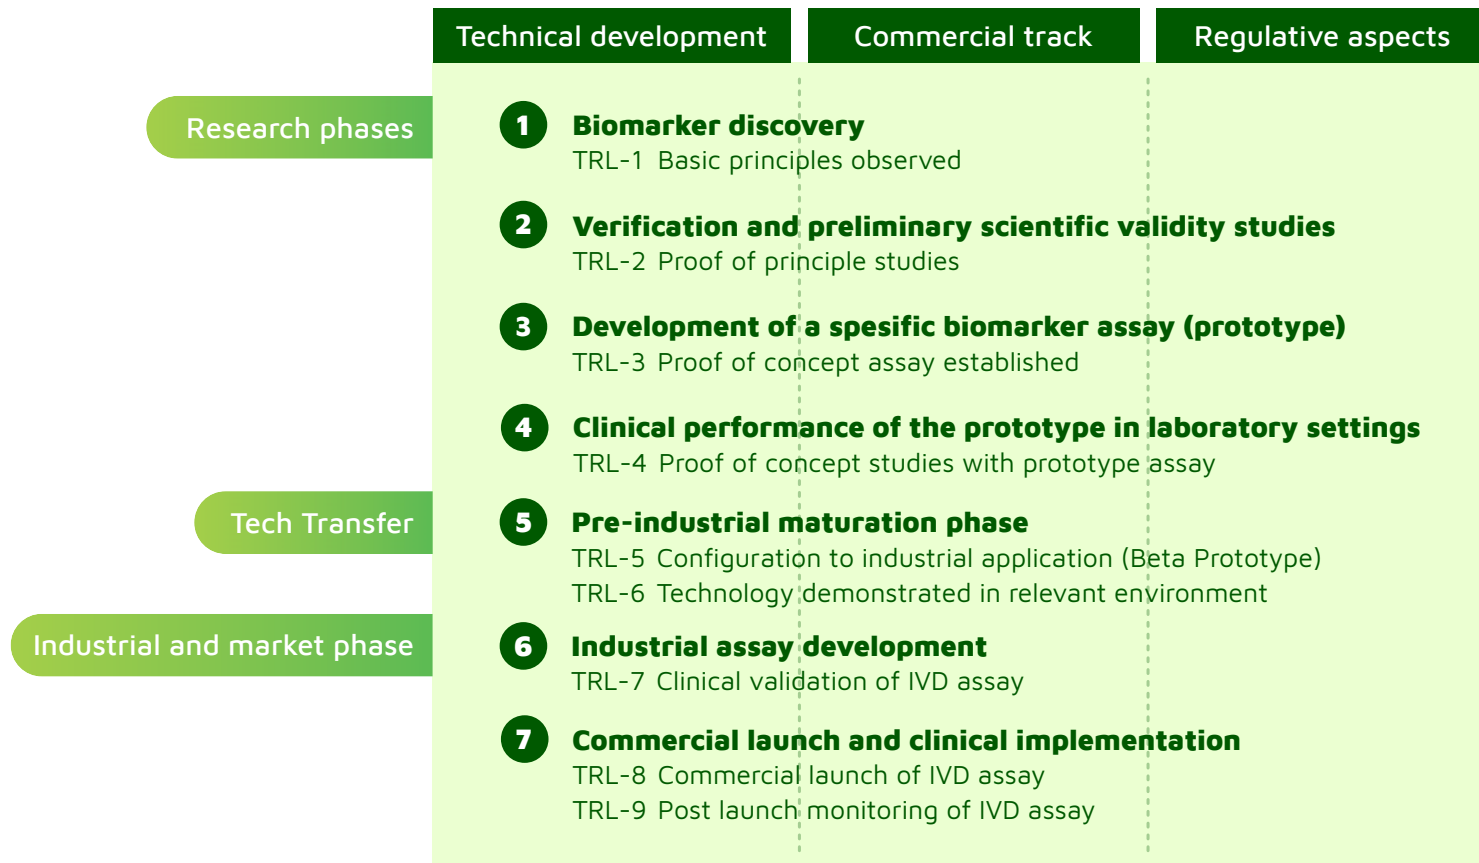 Technical development
Commercial track
Regulative aspects
Research phases
1 Biomarker discovery
TRL-1 Basic principles observed
2 Verification and preliminary scientific validity studies
TRL-2 Proof of principle studies
3 Development of a spesific biomarker assay (prototype)
TRL-3 Proof of concept assay established
4 Clinical performance of the prototype in laboratory settings
TRL-4 Proof of concept studies with prototype assay
Tech Transfer
5 Pre-industrial maturation phase
TRL-5 Configuration to industrial application (Beta Prototype)
TRL-6 Technology demonstrated in relevant environment
Industrial and market phase
6 Industrial assay development
TRL-7 Clinical validation of IVD assay
7 Commercial launch and clinical implementation
TRL-8 Commercial launch of IVD assay
TRL-9 Post launch monitoring of IVD assay